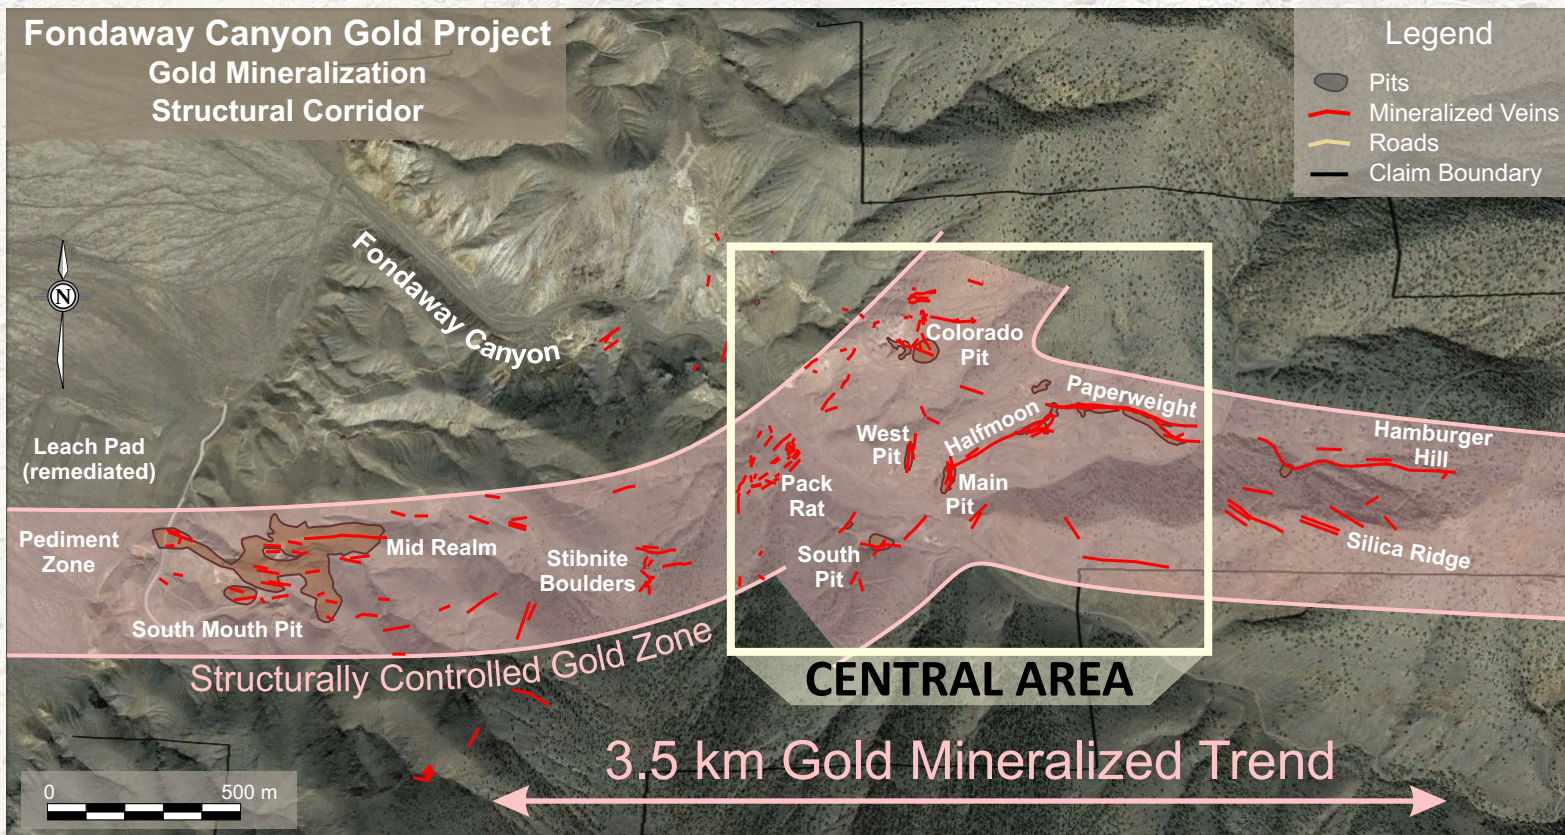 Fondaway Canyon Gold Project
Gold Mineralization
Structural Corridor
Legend
Pits
Mineralized Veins
Roads
Claim Boundary
N
Fondaway Canyon
Colorado
Pit
Paperweight
Halfmoon
West
Pit
Main
Pit
Pack
Rat
South
Pit
Hamburger
Hill
Silica Ridge
Leach Pad
(remediated)
Pediment
Zone
Mid Realm
Stibnite
Boulders
South Mouth Pit
Structurally Controlled Gold Zone
CENTRAL AREA
3.5 km Gold Mineralized Trend
0 500 m